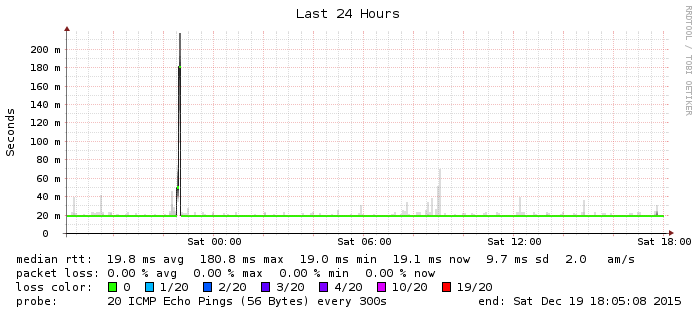 Last 24 Hours
RRDTOOL / TOBI OETIKER
Seconds
200 m
180 m
160 m
140 m
120 m
100 m
80 m
60 m
40 m
20 m
0
Sat 00:00 Sat 06:00 Sat 12:00 Sat 18:00
median rtt: 19.8 ms avg 180.8 ms max 19.0 ms min 19.1 ms now 9.7 ms sd 2.0 am/s
packet loss: 0.00 % avg 0.00 % max 0.00 % min 0.00 % now
loss color: 0 1/20 2/20 3/20 4/20 10/20 19/20
probe: 20 ICMP Echo Pings (56 Bytes) every 300s end: Sat Dec 19 18:05:08 2015